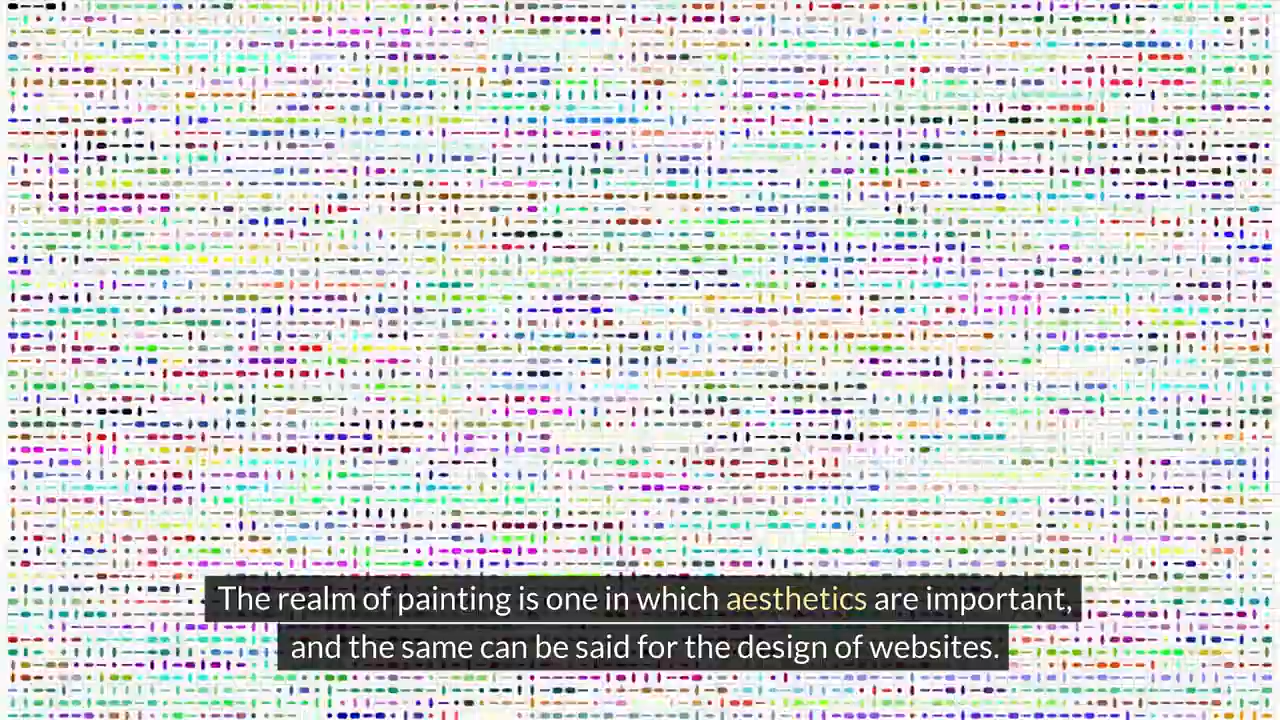 The realm of painting is one in which aesthetics are important,
and the same can be said for the design of websites.